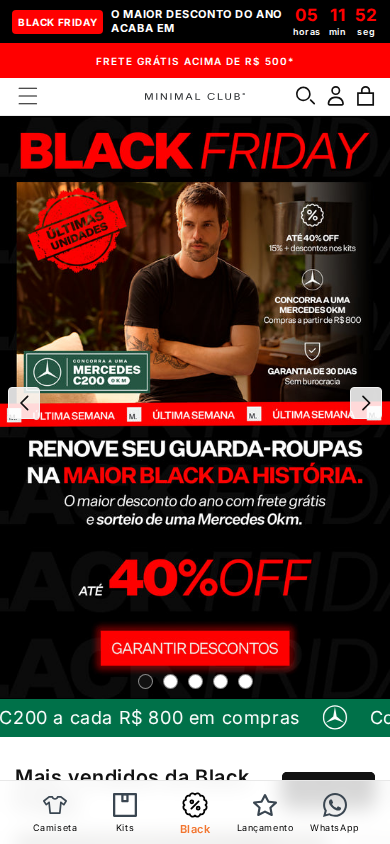 BLACK FRIDAY
O MAIOR DESCONTO DO ANO
ACABA EM
05 11 52
horas min seg
FRETE GRÁTIS ACIMA DE R$ 500*
MINIMAL CLUB
BLACK FRIDAY
ÚLTIMAS
UNIDADES
ATÉ 40% OFF
15% + descontos nos kits
CONCORRA A UMA
MERCEDES 0KM
Compras a partir de R$ 800
GARANTIA DE 30 DIAS
Sem burocracia
CONCORRA A UMA
MERCEDES
C200 0KM
M. ÚLTIMA SEMANA M. ÚLTIMA SEMANA M. ÚLTIMA SEMANA
RENOVE SEU GUARDA-ROUPAS
NA MAIOR BLACK DA HISTÓRIA.
O maior desconto do ano com frete grátis
e sorteio de uma Mercedes 0km.
ATÉ 40% OFF
GARANTIR DESCONTOS
C200 a cada R$ 800 em compras Co
Mais vendidos da Black
Camiseta Kits Black Lançamento WhatsApp